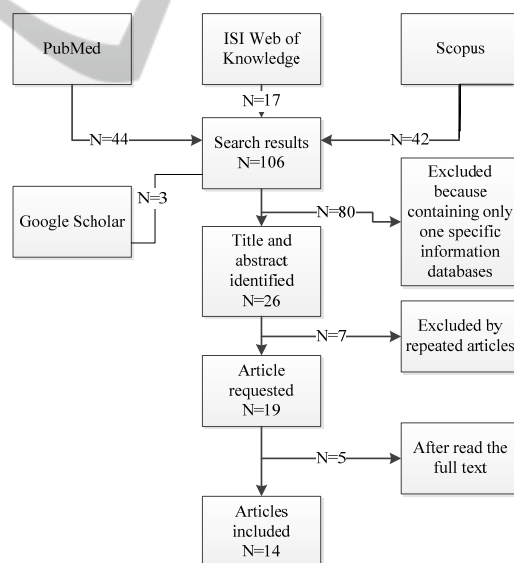 PubMed
ISI Web of
Knowledge
Scopus
N=17
N=44
N=42
Search results
N=106
N=3
Google Scholar
N=80
Excluded
because
containing only
one specific
information
databases
Title and
abstract
identified
N=26
N=7
Excluded by
repeated articles
Article
requested
N=19
N=5
After read the
full text
Articles
included
N=14